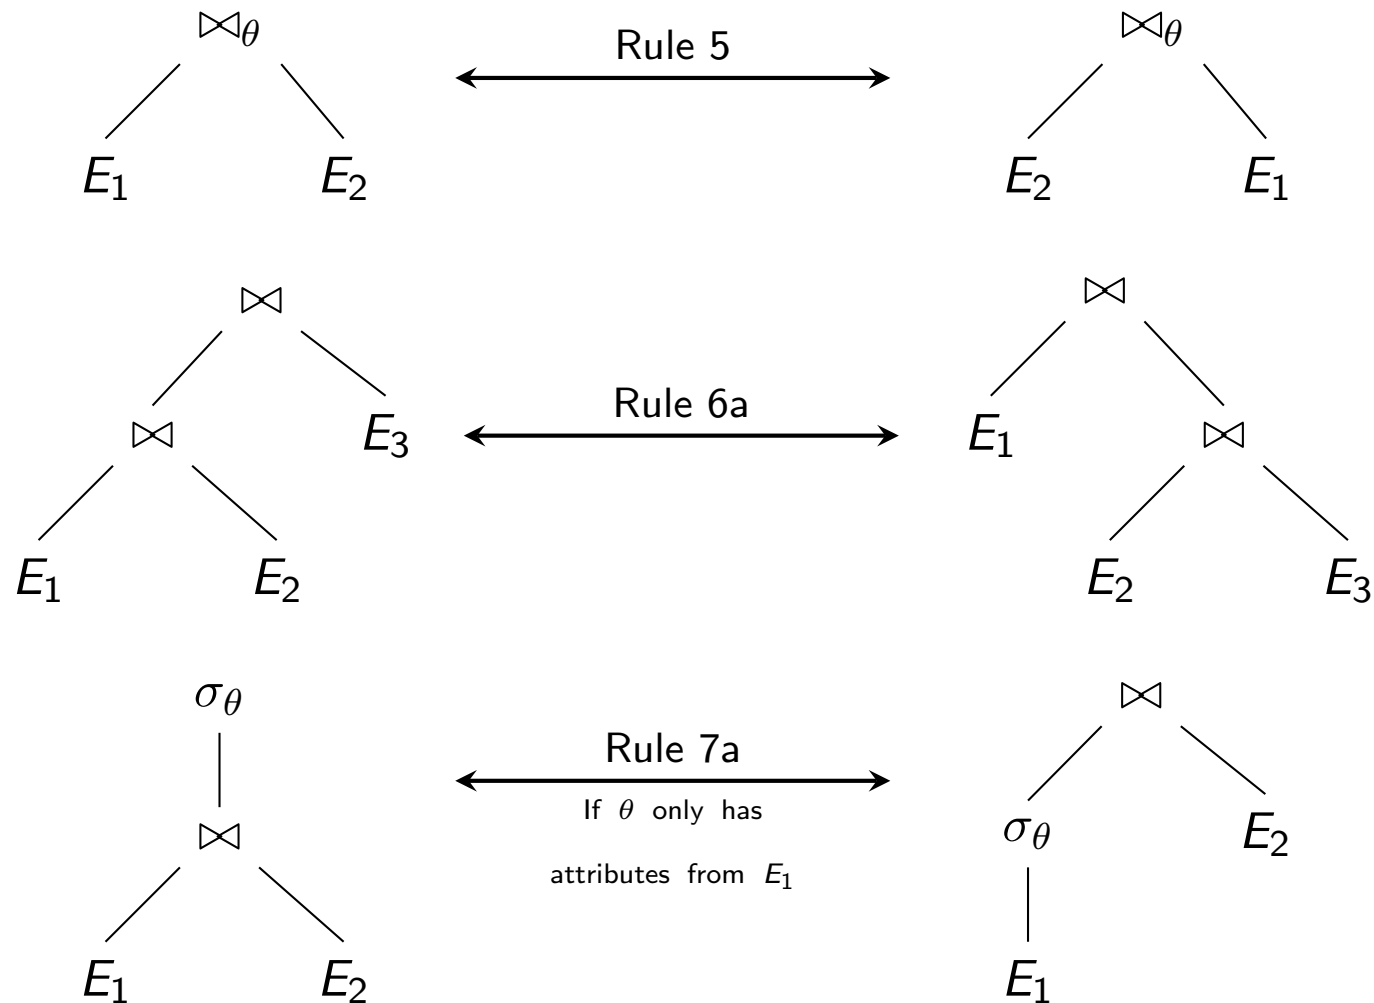 ⋈θ Rule 5 ⋈θ
E1 E2 E2 E1
⋈ ⋈
Rule 6a
⋈ E3 E1 ⋈
E1 E2 E2 E3
σθ Rule 7a ⋈
If θ only has
⋈ σθ E2
attributes from E1
E1 E2 E1